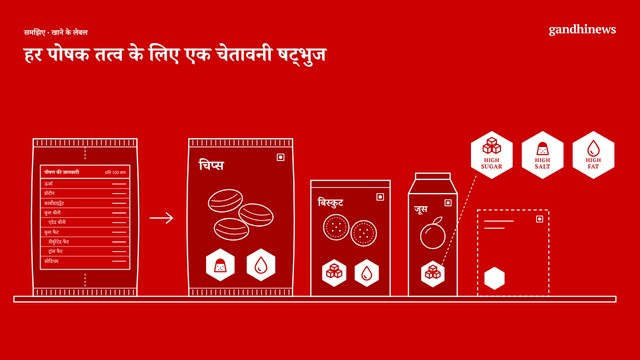 समझिए · खाने के लेबल
gandhinews
हर पोषक तत्व के लिए एक चेतावनी षट्भुज
पोषण की जानकारी प्रति 100 ग्राम
ऊर्जा
प्रोटीन
कार्बोहाइड्रेट
कुल चीनी
एडेड चीनी
कुल फैट
सैचुरेटेड फैट
ट्रांस फैट
सोडियम
चिप्स
बिस्कुट
जूस
HIGH
SUGAR
HIGH
SALT
HIGH
FAT